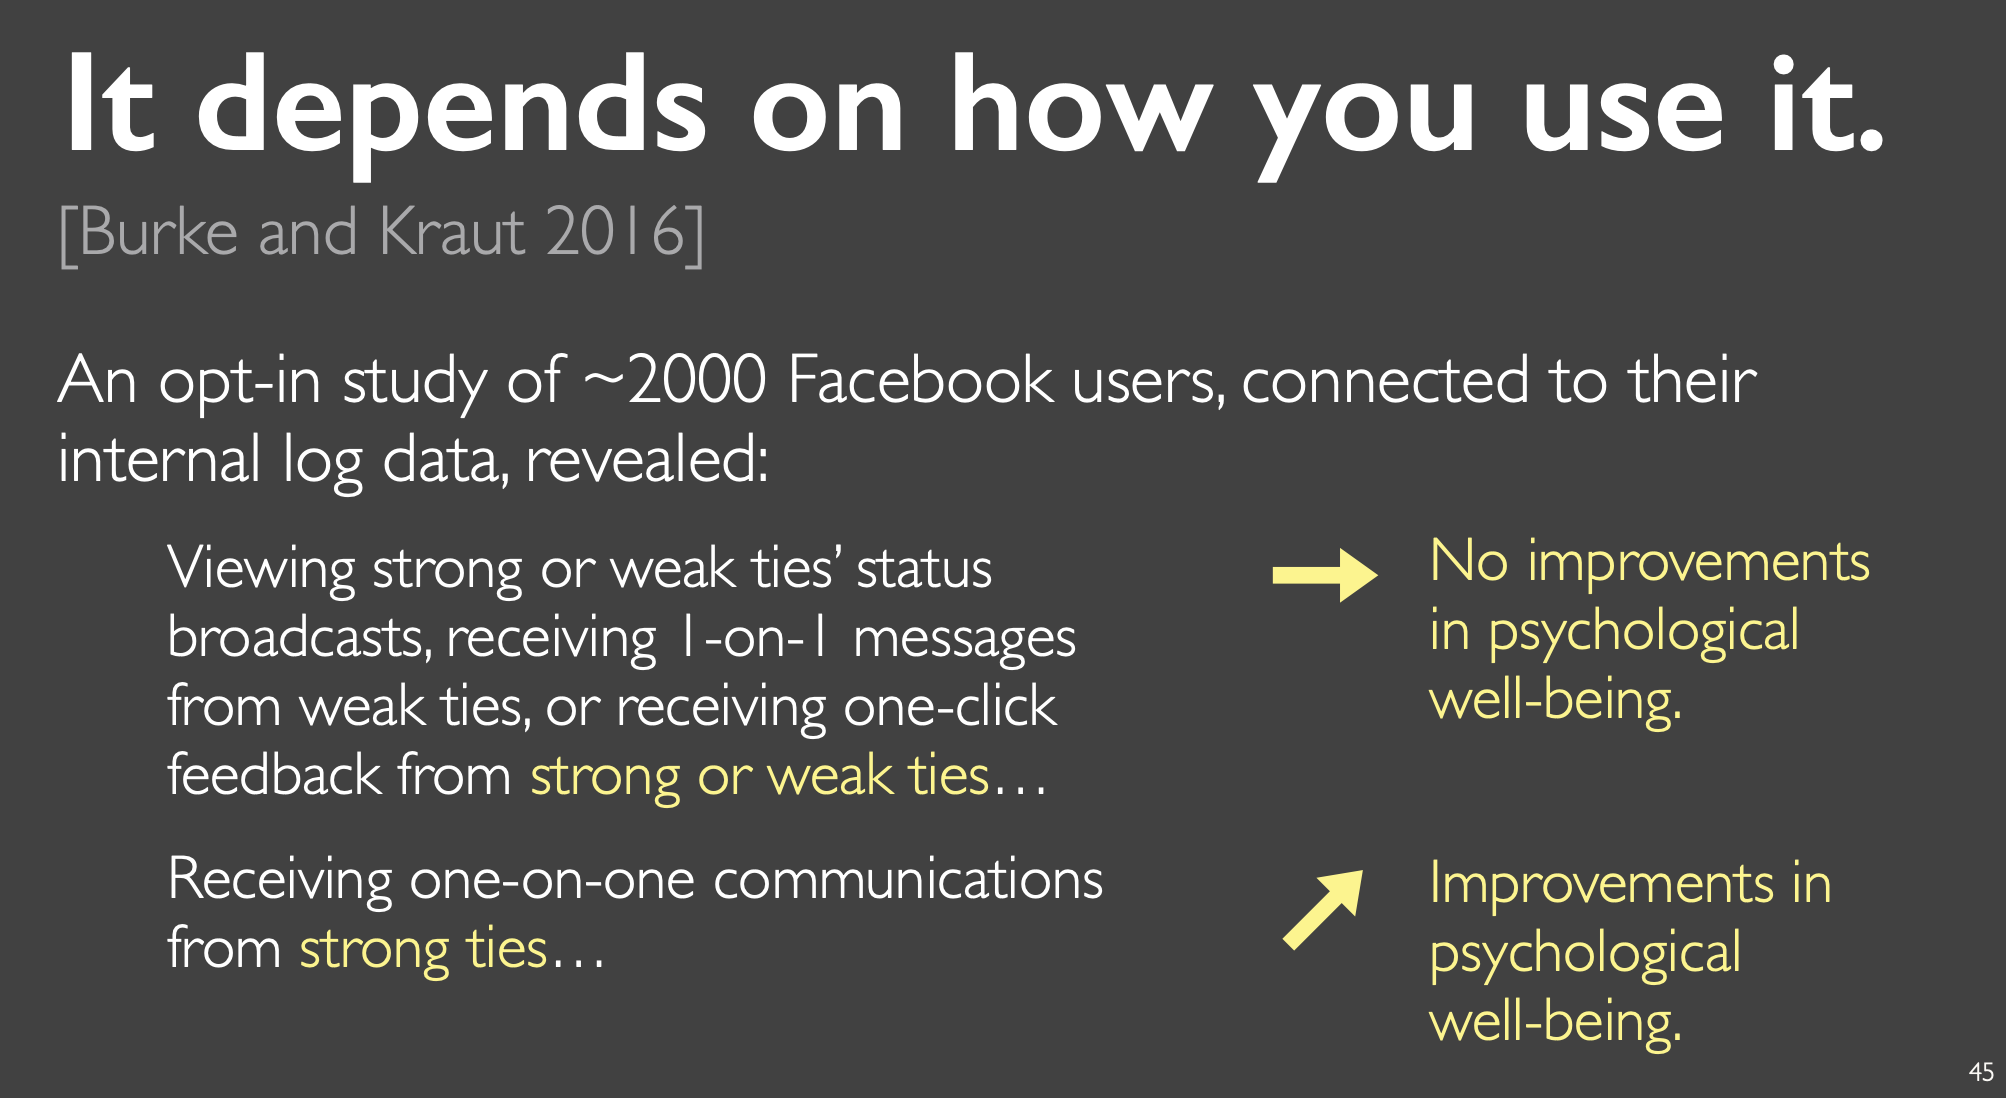 It depends on how you use it.
[Burke and Kraut 2016]
An opt-in study of ~2000 Facebook users, connected to their
internal log data, revealed:
Viewing strong or weak ties’ status
broadcasts, receiving 1-on-1 messages
from weak ties, or receiving one-click
feedback from strong or weak ties…
No improvements
in psychological
well-being.
Receiving one-on-one communications
from strong ties…
Improvements in
psychological
well-being.
45